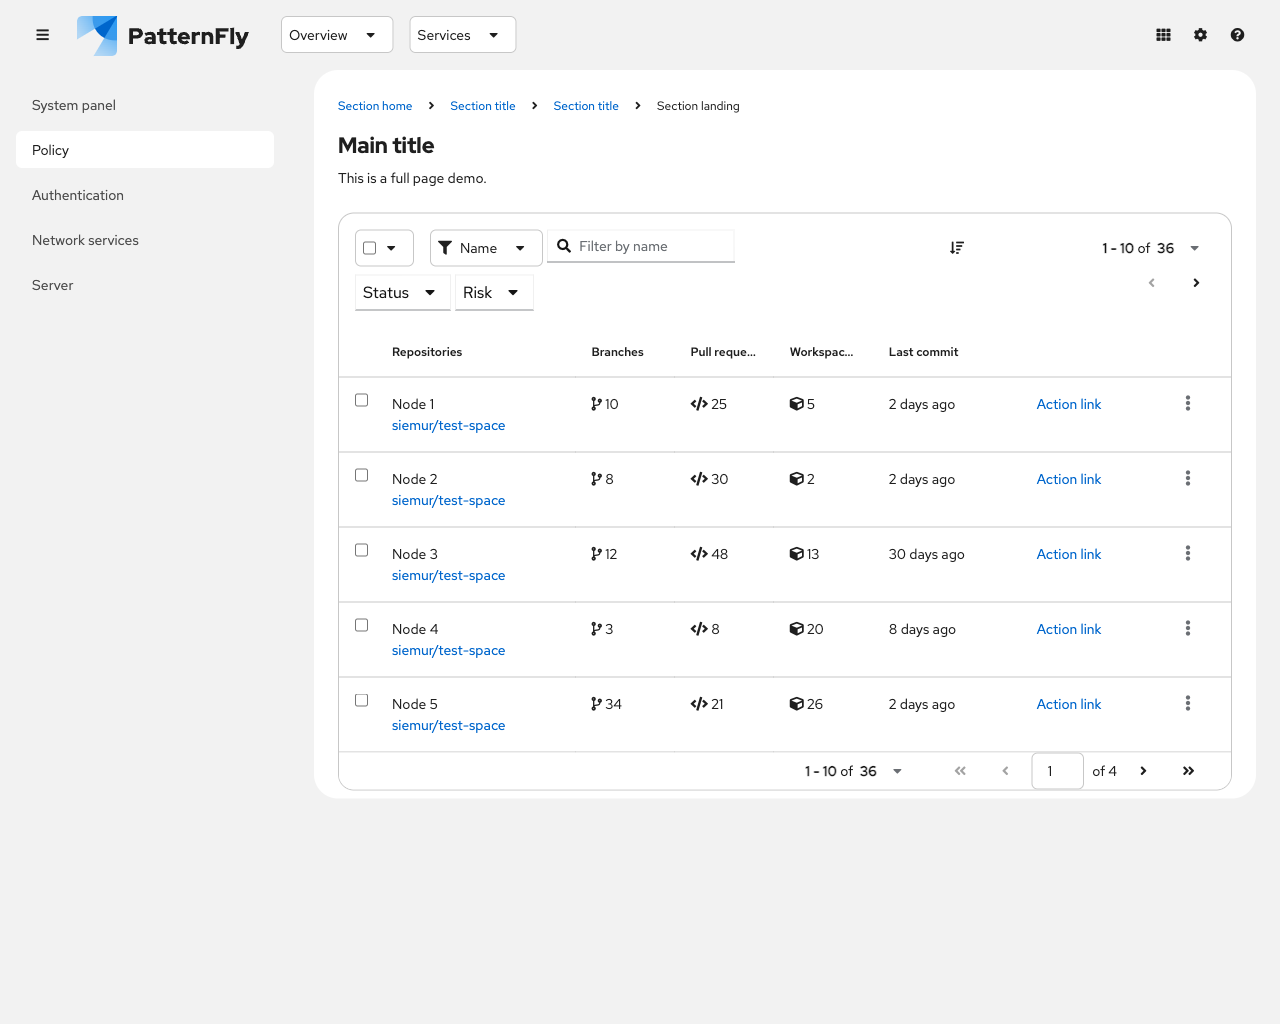 PatternFly Overview Services
System panel
Policy
Authentication
Network services
Server
Section home Section title Section title Section landing
Main title
This is a full page demo.
Name Filter by name 1 - 10 of 36
Status Risk
Repositories Branches Pull reque... Workspac... Last commit
Node 1 10 25 5 2 days ago Action link
siemur/test-space
Node 2 8 30 2 2 days ago Action link
siemur/test-space
Node 3 12 48 13 30 days ago Action link
siemur/test-space
Node 4 3 8 20 8 days ago Action link
siemur/test-space
Node 5 34 21 26 2 days ago Action link
siemur/test-space
1 - 10 of 36 1 of 4